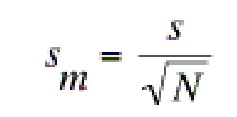 s_m = s / √N